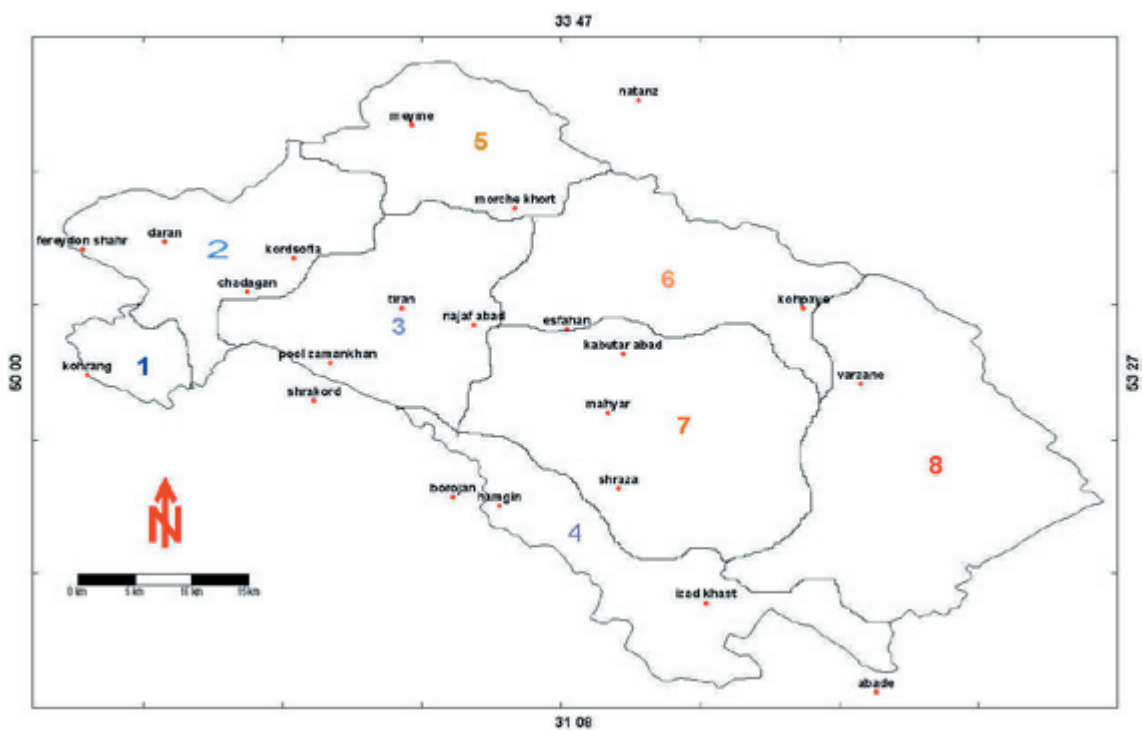 33 47
natanz
meyme
5
morche khort
fereydon shahr
daran
2
kordsofla
chadagan
6
tiran
3
najaf abad
esfahan
kohpaye
kabutar abad
60 00
1
konrang
pool zamankhan
shrakord
53 27
varzane
mahyar
7
8
shraza
borojan
hamgin
4
N
0 km 5 km 10 km 15 km
izad khast
abade
31 08